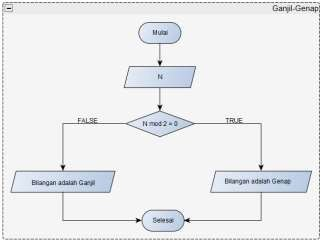 Ganjil-Genap
Mulai
N
N mod 2 = 0
FALSE
TRUE
Bilangan adalah Ganjil
Bilangan adalah Genap
Selesai